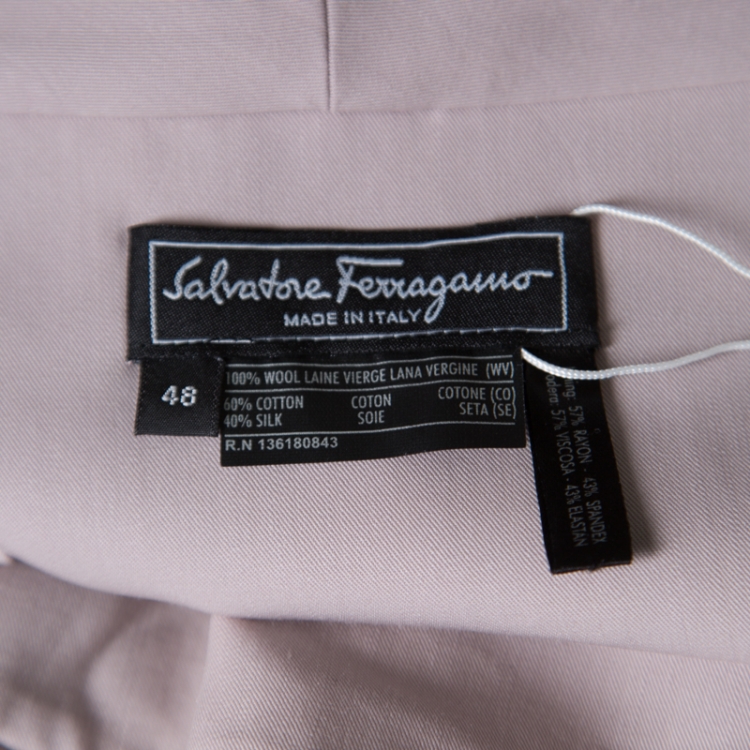 Salvatore Ferragamo
MADE IN ITALY
48
100% WOOL LAINE VIERGE LANA VERGINE (WV)
60% COTTON COTON COTONE (CO)
40% SILK SOIE SETA (SE)
R.N 136180843
57% RAYON - 43% SPANDEX
57% VISCOSA - 43% ELASTAN